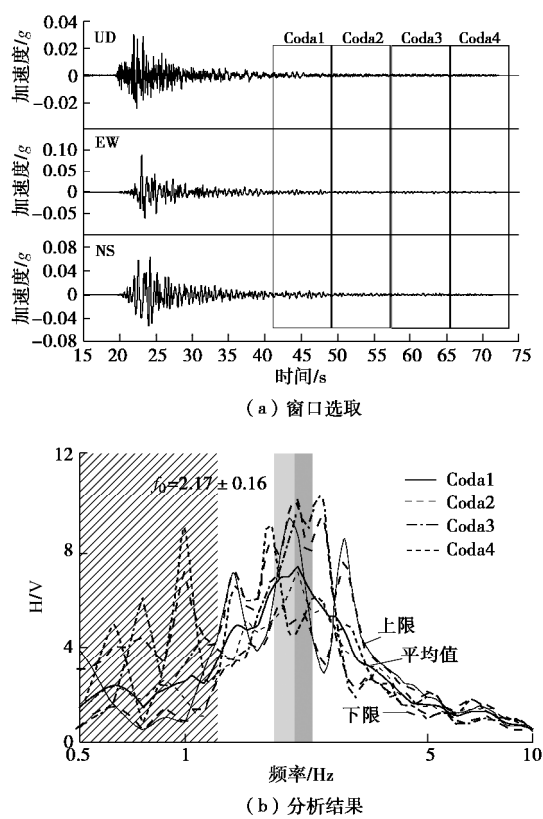 Coda1 Coda2 Coda3 Coda4
0.04
0.02
0
-0.02
加速度/g
UD
0.10
0.05
0
-0.05
加速度/g
EW
0.08
0.04
0
-0.04
-0.08
加速度/g
NS
15 20 25 30 35 40 45 50 55 60 65 70 75
时间/s
(a)窗口选取
12
8
4
0
H/V
f0=2.17±0.16
Coda1
Coda2
Coda3
Coda4
上限
平均值
下限
0.5 1 5 10
频率/Hz
(b)分析结果